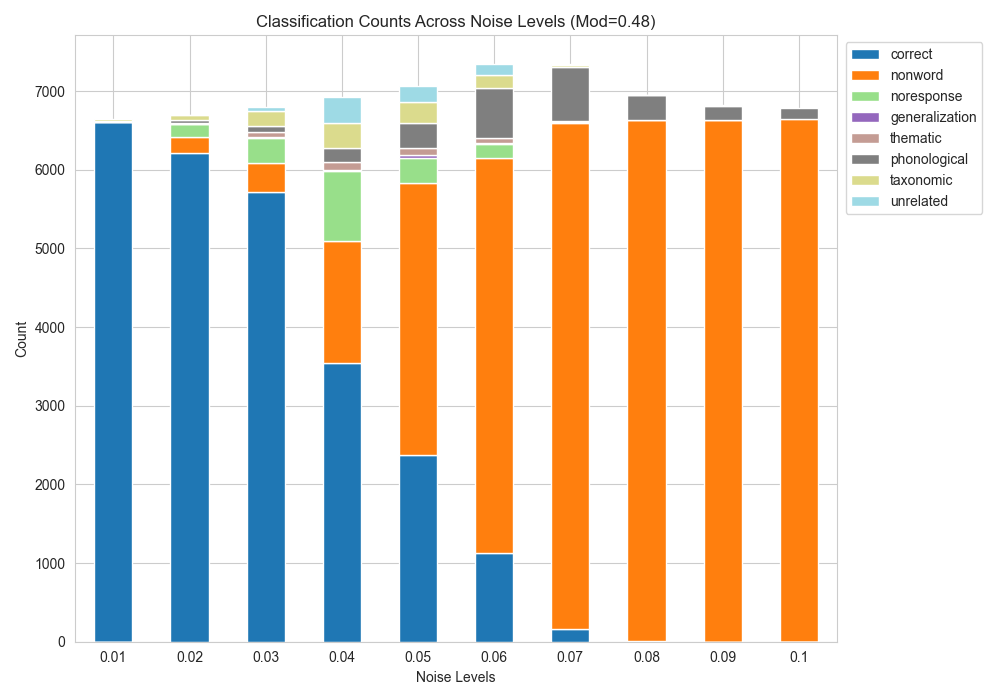 Classification Counts Across Noise Levels (Mod=0.48)
correct
nonword
noresponse
generalization
thematic
phonological
taxonomic
unrelated
Count
7000
6000
5000
4000
3000
2000
1000
0
0.01 0.02 0.03 0.04 0.05 0.06 0.07 0.08 0.09 0.1
Noise Levels